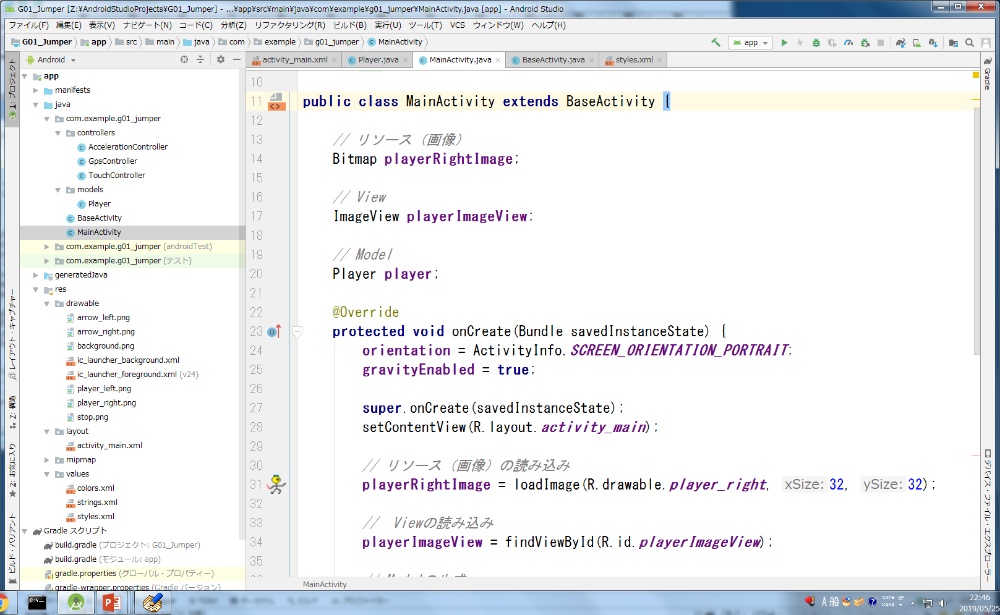 G01_Jumper [Z:¥AndroidStudioProjects¥G01_Jumper] - ...¥app¥src¥main¥java¥com¥example¥g01_jumper¥MainActivity.java [app] - Android Studio
ファイル(F) 編集(E) 表示(V) ナビゲート(N) コード(C) 分析(Z) リファクタリング(R) ビルド(B) 実行(U) ツール(T) VCS ウィンドウ(W) ヘルプ(H)
G01_Jumper app src main java com example g01_jumper MainActivity
app
Android
activity_main.xml Player.java MainActivity.java BaseActivity.java styles.xml
1: プロジェクト
レイアウト・キャプチャー
Z: 構造
2: お気に入り
ビルド・バリアント
app
manifests
java
com.example.g01_jumper
controllers
AccelerationController
GpsController
TouchController
models
Player
BaseActivity
MainActivity
com.example.g01_jumper (androidTest)
com.example.g01_jumper (テスト)
generatedJava
res
drawable
arrow_left.png
arrow_right.png
background.png
ic_launcher_background.xml
ic_launcher_foreground.xml (v24)
player_left.png
player_right.png
stop.png
layout
activity_main.xml
mipmap
values
colors.xml
strings.xml
styles.xml
Gradle スクリプト
build.gradle (プロジェクト: G01_Jumper)
build.gradle (モジュール: app)
gradle.properties (グローバル・プロパティー)
gradle-wrapper.properties (Gradle バージョン)
10
11 public class MainActivity extends BaseActivity {
12
13 // リソース（画像）
14 Bitmap playerRightImage;
15
16 // View
17 ImageView playerImageView;
18
19 // Model
20 Player player;
21
22 @Override
23 protected void onCreate(Bundle savedInstanceState) {
24 orientation = ActivityInfo.SCREEN_ORIENTATION_PORTRAIT;
25 gravityEnabled = true;
26
27 super.onCreate(savedInstanceState);
28 setContentView(R.layout.activity_main);
29
30 // リソース（画像）の読み込み
31 playerRightImage = loadImage(R.drawable.player_right, xSize: 32, ySize: 32);
32
33 // Viewの読み込み
34 playerImageView = findViewById(R.id.playerImageView);
35
MainActivity
Gradle
デバイス・ファイル・エクスプローラー
A 般 CAPS KANA
22:46
2019/05/25